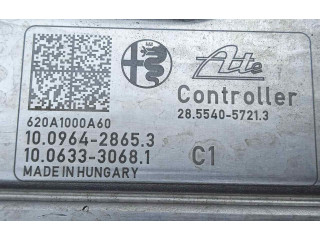 Ate
Controller
28.5540-5721.3
620A1000A60
10.0964-2865.3
10.0633-3068.1
C1
MADE IN HUNGARY